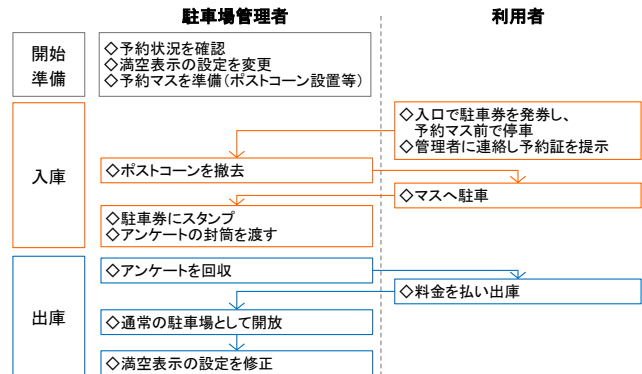 駐車場管理者
利用者
開始
準備
◇予約状況を確認
◇満空表示の設定を変更
◇予約マスを準備(ポストコーン設置等)
入庫
◇入口で駐車券を発券し、
予約マス前で停車
◇管理者に連絡し予約証を提示
◇ポストコーンを撤去
◇マスへ駐車
◇駐車券にスタンプ
◇アンケートの封筒を渡す
出庫
◇アンケートを回収
◇料金を払い出庫
◇通常の駐車場として開放
◇満空表示の設定を修正